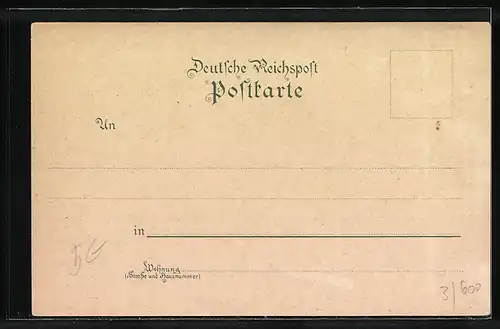 Deutsche Reichspost
Postkarte
An
in
Wohnung
(Straße und Hausnummer)
3/600